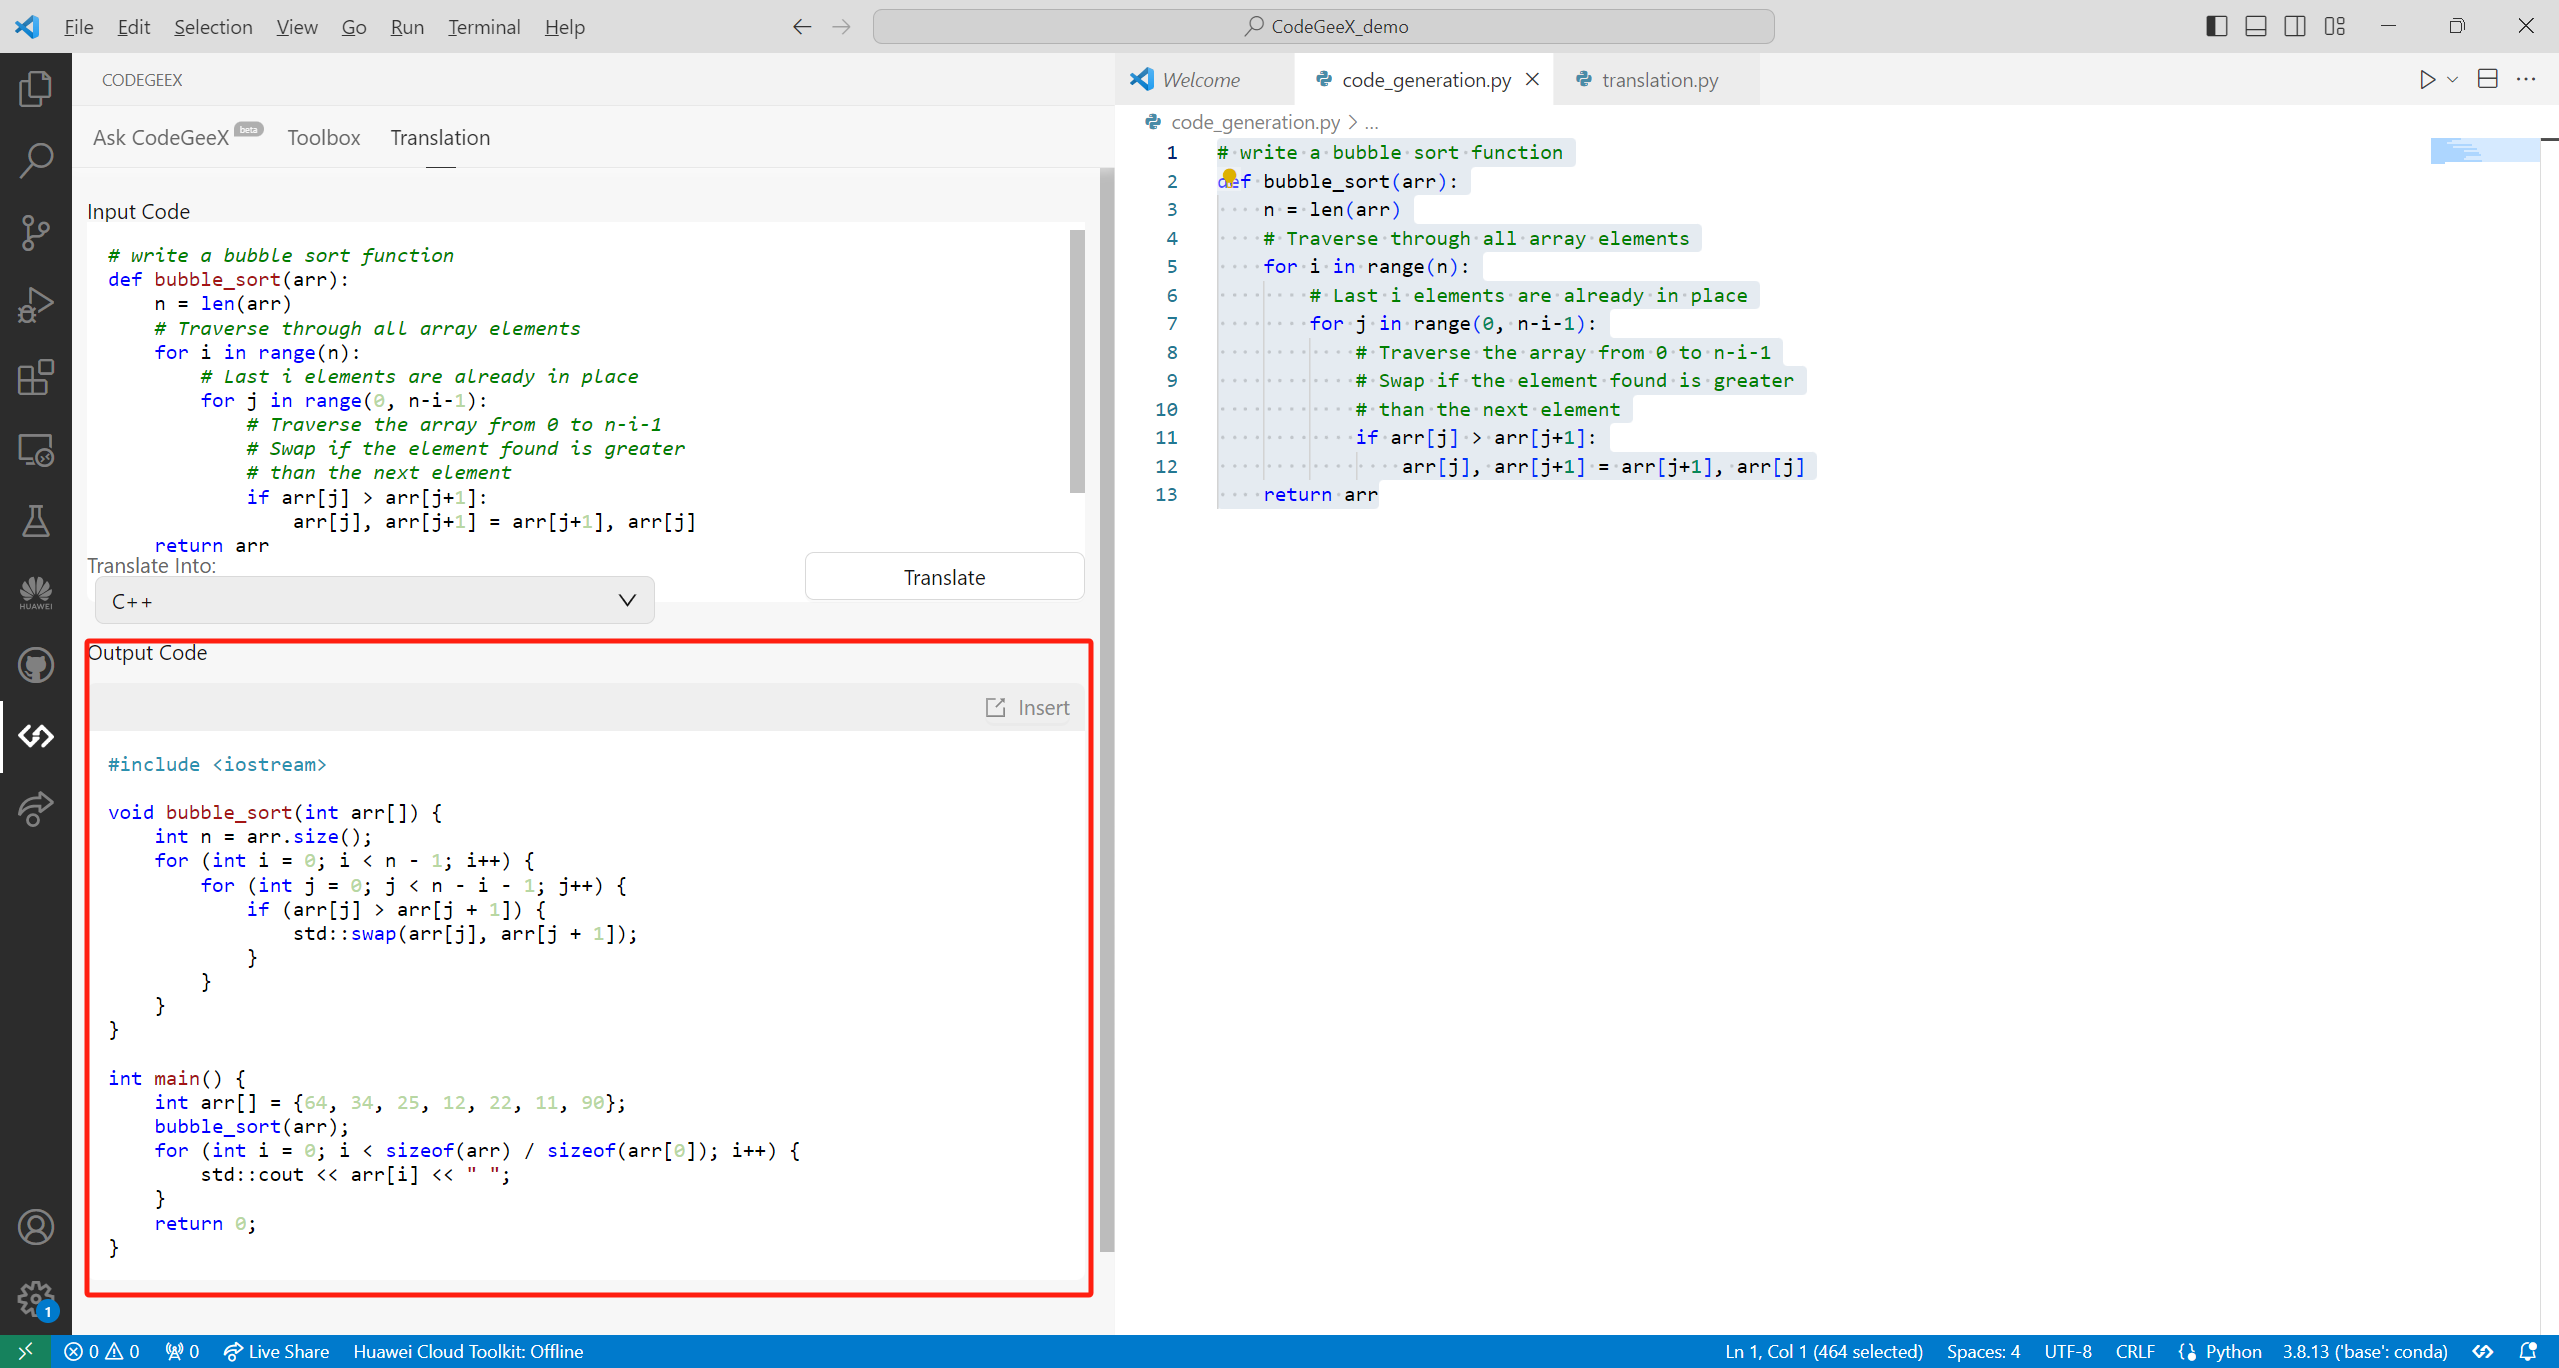 File Edit Selection View Go Run Terminal Help
CodeGeeX_demo
CODEGEEX
Ask CodeGeeX beta Toolbox Translation
Input Code
# write a bubble sort function
def bubble_sort(arr):
    n = len(arr)
    # Traverse through all array elements
    for i in range(n):
        # Last i elements are already in place
        for j in range(0, n-i-1):
            # Traverse the array from 0 to n-i-1
            # Swap if the element found is greater
            # than the next element
            if arr[j] > arr[j+1]:
                arr[j], arr[j+1] = arr[j+1], arr[j]
    return arr
Translate Into:
C++
Translate
Output Code
Insert
#include <iostream>
void bubble_sort(int arr[]) {
    int n = arr.size();
    for (int i = 0; i < n - 1; i++) {
        for (int j = 0; j < n - i - 1; j++) {
            if (arr[j] > arr[j + 1]) {
                std::swap(arr[j], arr[j + 1]);
            }
        }
    }
}
int main() {
    int arr[] = {64, 34, 25, 12, 22, 11, 90};
    bubble_sort(arr);
    for (int i = 0; i < sizeof(arr) / sizeof(arr[0]); i++) {
        std::cout << arr[i] << " ";
    }
    return 0;
}
Welcome code_generation.py translation.py
code_generation.py > ...
1 # write a bubble sort function
2 def bubble_sort(arr):
3     n = len(arr)
4     # Traverse through all array elements
5     for i in range(n):
6         # Last i elements are already in place
7         for j in range(0, n-i-1):
8             # Traverse the array from 0 to n-i-1
9             # Swap if the element found is greater
10             # than the next element
11             if arr[j] > arr[j+1]:
12                 arr[j], arr[j+1] = arr[j+1], arr[j]
13     return arr
HUAWEI
1
0 0 0 Live Share Huawei Cloud Toolkit: Offline Ln 1, Col 1 (464 selected) Spaces: 4 UTF-8 CRLF Python 3.8.13 ('base': conda)